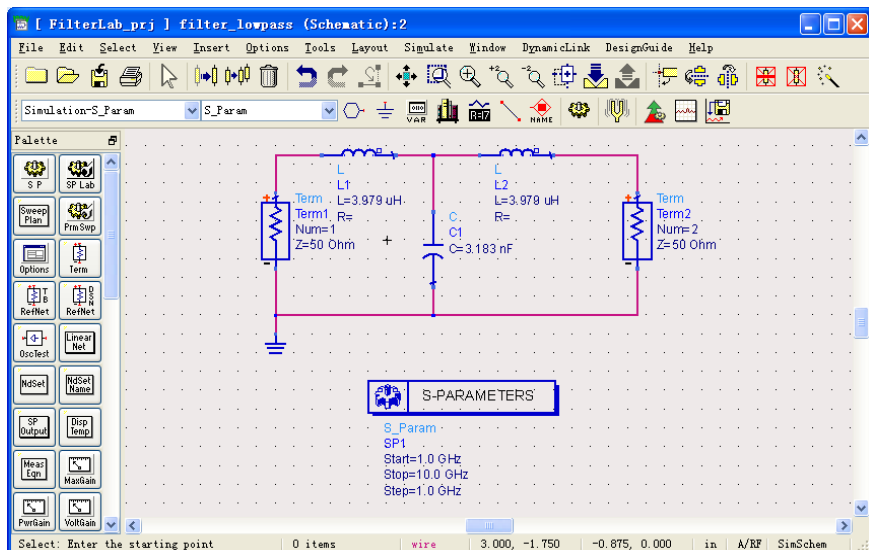 [ FilterLab_prj ] filter_lowpass (Schematic):2
File Edit Select View Insert Options Tools Layout Simulate Window DynamicLink DesignGuide Help
+2 -2
Simulation-S_Param S_Param VAR R=17 NAME
Palette
S P SP Lab
Sweep Plan Prm Swp
Options Term
T B RefNet D S N RefNet
OscTest Linear Net
NdSet NdSet Name
SP Output Disp Temp
Meas Eqn MaxGain
PwrGain VoltGain
L
L1
L=3.979 uH
R=
L
L2
L=3.979 uH
R=
Term
Term1
Num=1
Z=50 Ohm
C
C1
C=3.183 nF
Term
Term2
Num=2
Z=50 Ohm
S-PARAMETERS
S_Param
SP1
Start=1.0 GHz
Stop=10.0 GHz
Step=1.0 GHz
Select: Enter the starting point 0 items wire 3.000, -1.750 -0.875, 0.000 in A/RF SimSchem